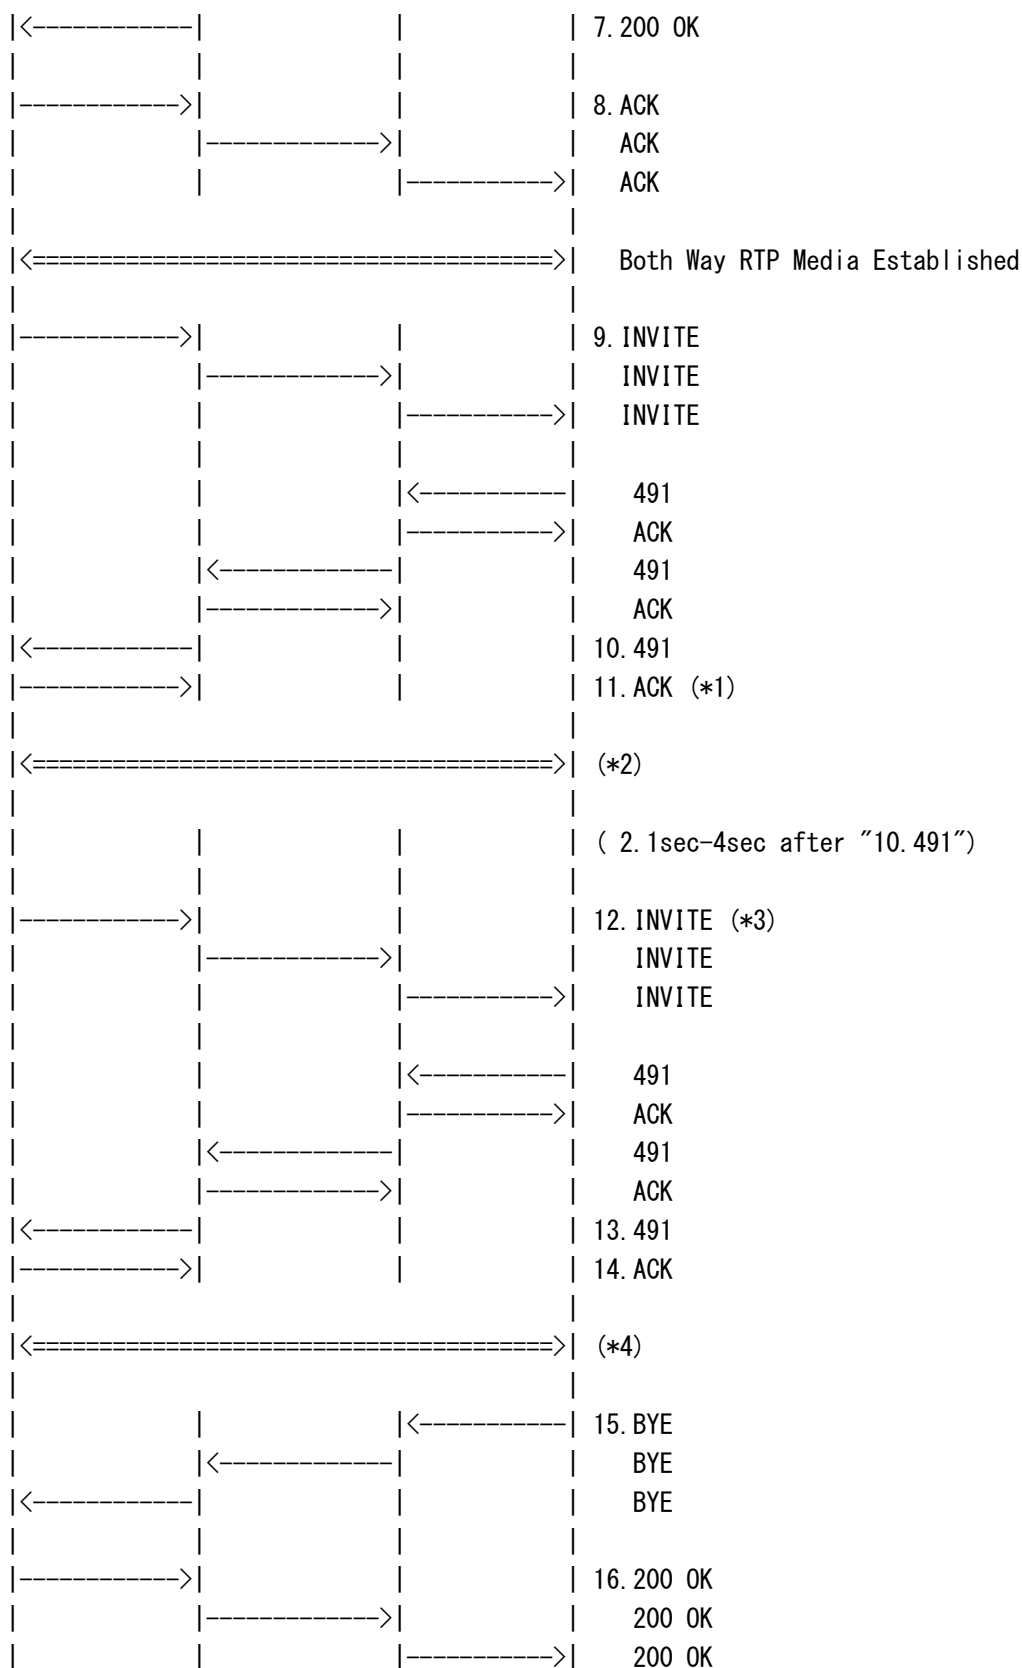 |<------------| | | 7.200 OK
| | | |
|------------>| | | 8.ACK
| |------------->| | ACK
| | |----------->| ACK
| |
|<=======================================>| Both Way RTP Media Established
| |
|------------>| | | 9.INVITE
| |------------->| | INVITE
| | |----------->| INVITE
| | | |
| | |<-----------| 491
| | |----------->| ACK
| |<-------------| | 491
| |------------->| | ACK
|<------------| | | 10.491
|------------>| | | 11.ACK (*1)
| |
|<=======================================>| (*2)
| |
| | | | ( 2.1sec-4sec after "10.491")
| | | |
|------------>| | | 12.INVITE (*3)
| |------------->| | INVITE
| | |----------->| INVITE
| | | |
| | |<-----------| 491
| | |----------->| ACK
| |<-------------| | 491
| |------------->| | ACK
|<------------| | | 13.491
|------------>| | | 14.ACK
| |
|<=======================================>| (*4)
| |
| | |<-----------| 15.BYE
| |<-------------| | BYE
|<------------| | | BYE
| | | |
|------------>| | | 16.200 OK
| |------------->| | 200 OK
| | |----------->| 200 OK